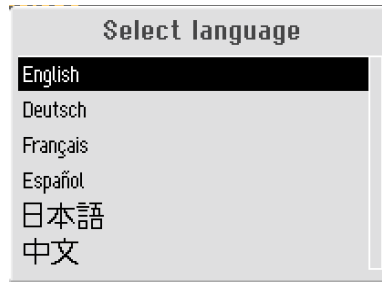 Select language
English
Deutsch
Français
Español
日本語
中文